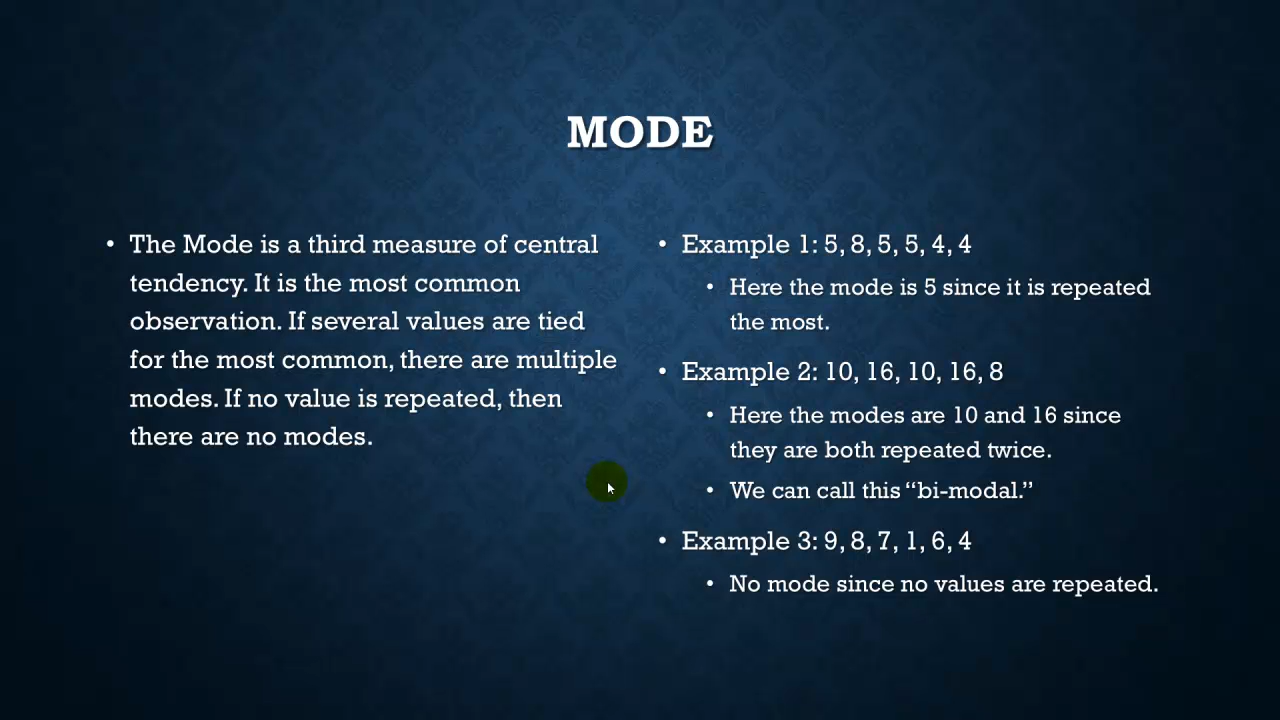 MODE
• The Mode is a third measure of central
tendency. It is the most common
observation. If several values are tied
for the most common, there are multiple
modes. If no value is repeated, then
there are no modes.
• Example 1: 5, 8, 5, 5, 4, 4
• Here the mode is 5 since it is repeated
the most.
• Example 2: 10, 16, 10, 16, 8
• Here the modes are 10 and 16 since
they are both repeated twice.
• We can call this “bi-modal.”
• Example 3: 9, 8, 7, 1, 6, 4
• No mode since no values are repeated.